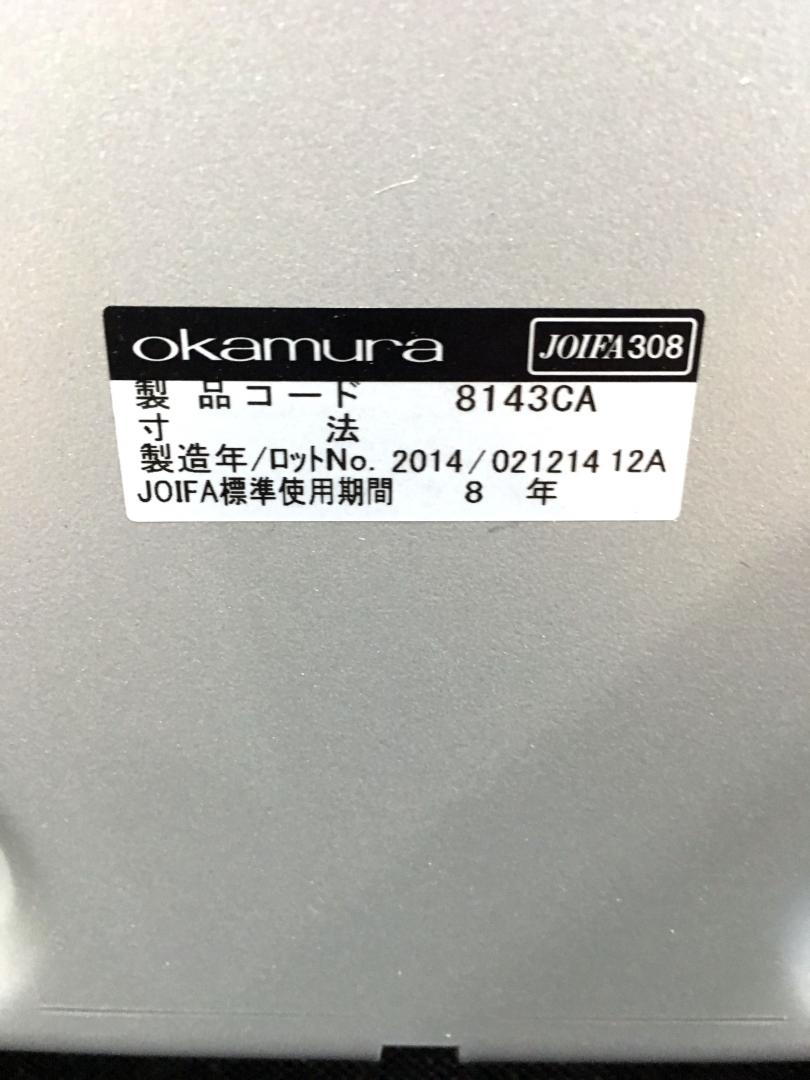 okamura JOIFA308
製品コード 8143CA
寸法
製造年/ロットNo. 2014/021214 12A
JOIFA標準使用期間 8 年